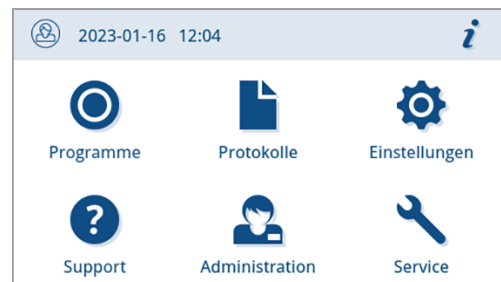 2023-01-16 12:04 i
Programme Protokolle Einstellungen
? 
Support Administration Service